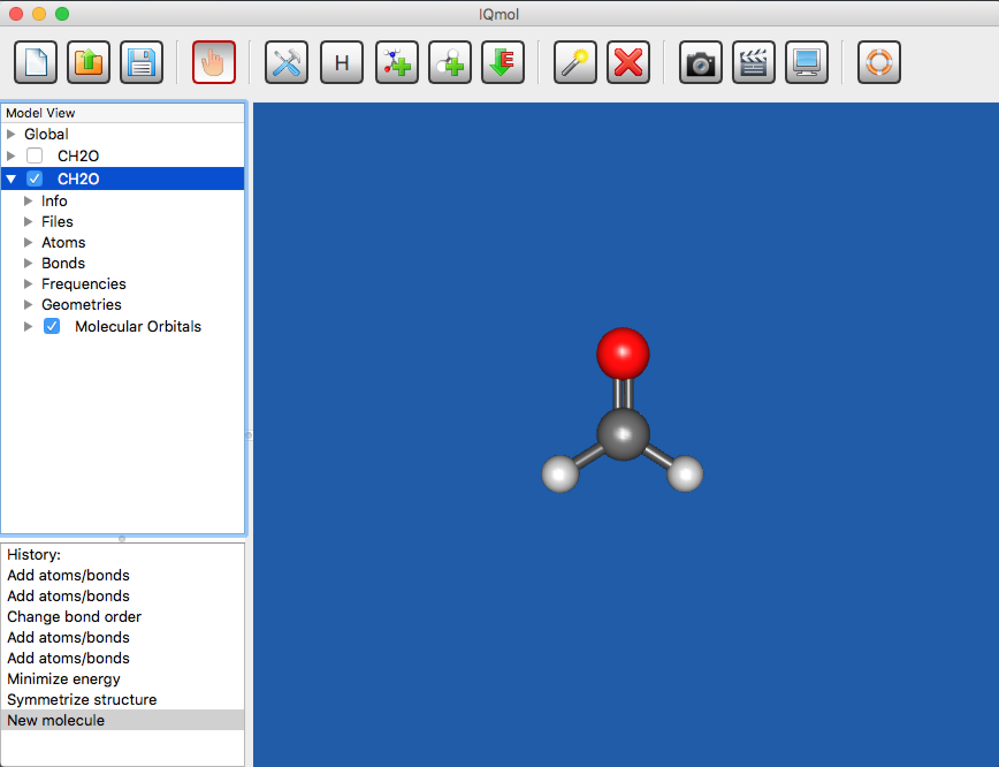 IQmol
H
E
Model View
Global
CH2O
CH2O
Info
Files
Atoms
Bonds
Frequencies
Geometries
Molecular Orbitals
History:
Add atoms/bonds
Add atoms/bonds
Change bond order
Add atoms/bonds
Add atoms/bonds
Minimize energy
Symmetrize structure
New molecule